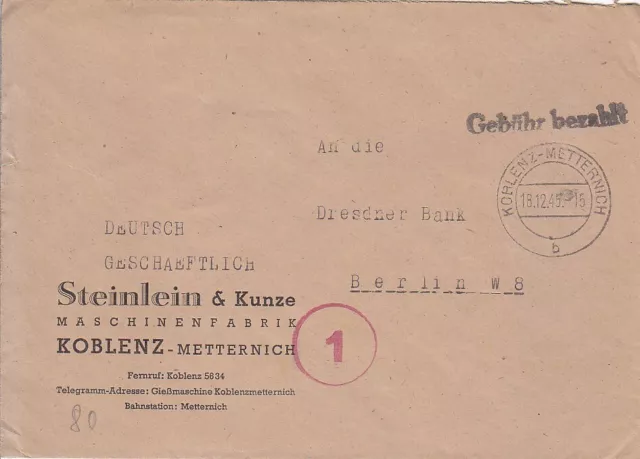 Gebühr bezahlt
KOBLENZ-METTERNICH
18.12.45.-15
b
An die
Dresdner Bank
Berlin W 8
DEUTSCH
GESCHAEFTLICH
Steinlein & Kunze
MASCHINENFABRIK
KOBLENZ-METTERNICH
Fernruf: Koblenz 5634
Telegramm-Adresse: Gießmaschine Koblenzmetternich
Bahnstation: Metternich
1
80